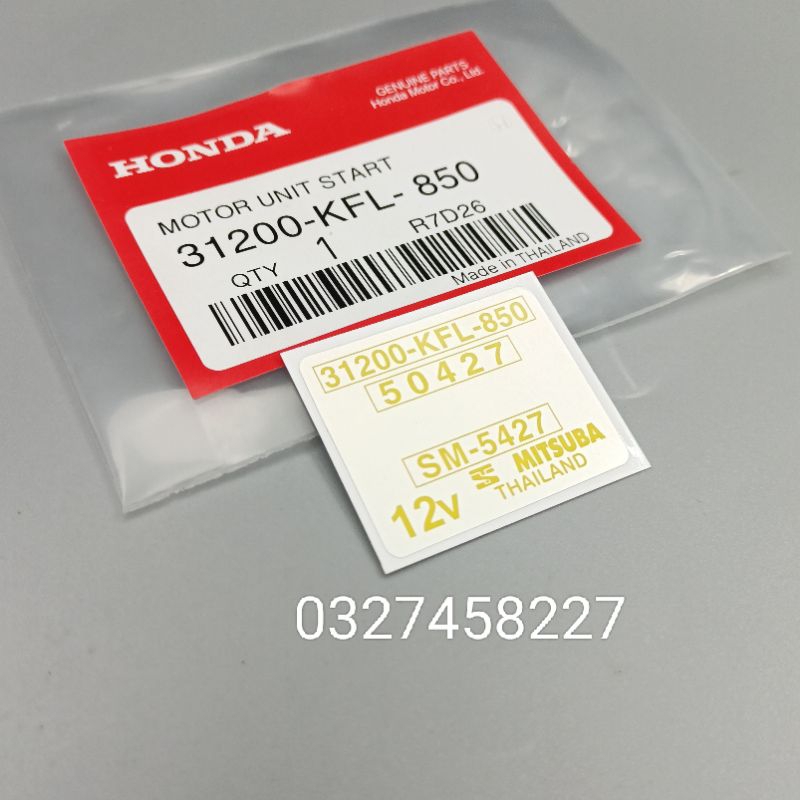 GENUINE PARTS
Honda Motor Co., Ltd.
HONDA
MOTOR UNIT START
31200-KFL- 850
QTY 1 R7D26
Made in THAILAND
31200-KFL-850
50427
SM-5427
MITSUBA
12v THAILAND
0327458227